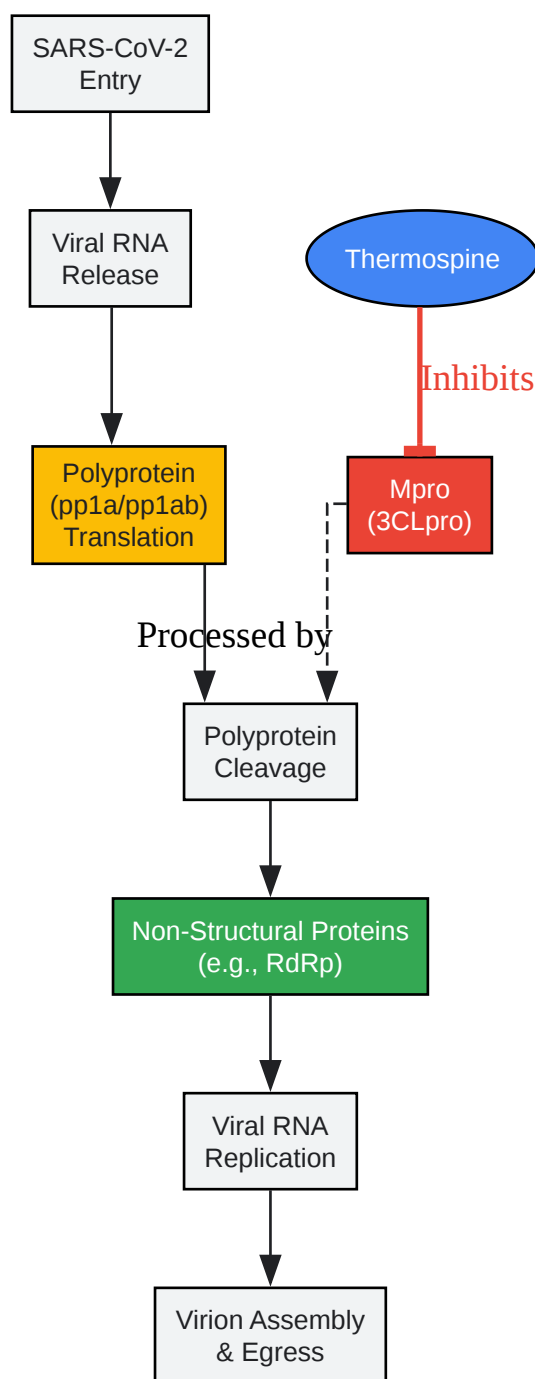 SARS-CoV-2
Entry
Viral RNA
Release
Thermospine
Inhibits
Polyprotein
(pp1a/pp1ab)
Translation
Mpro
(3CLpro)
Processed by
Polyprotein
Cleavage
Non-Structural Proteins
(e.g., RdRp)
Viral RNA
Replication
Virion Assembly
& Egress